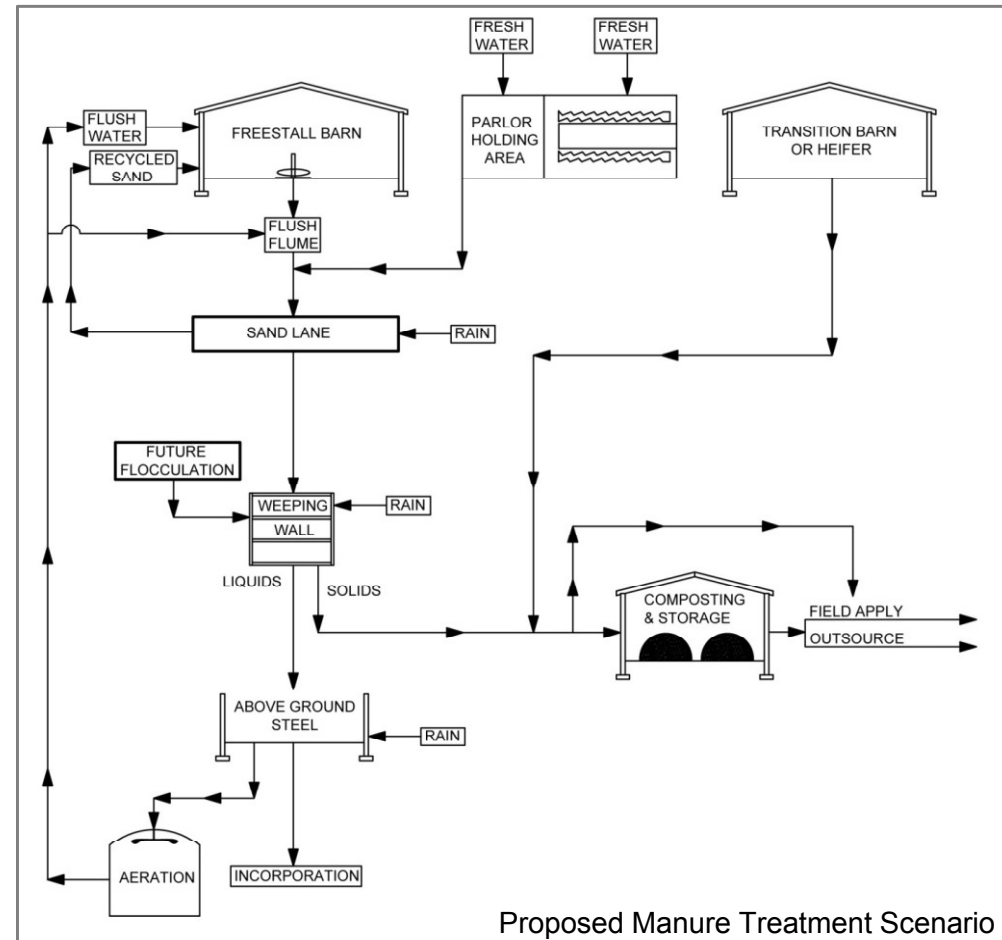 FRESH
WATER
FRESH
WATER
FLUSH
WATER
FREESTALL BARN
PARLOR
HOLDING
AREA
TRANSITION BARN
OR HEIFER
RECYCLED
SAND
FLUSH
FLUME
SAND LANE
RAIN
FUTURE
FLOCCULATION
WEEPING
WALL
RAIN
LIQUIDS
SOLIDS
COMPOSTING
& STORAGE
FIELD APPLY
OUTSOURCE
ABOVE GROUND
STEEL
RAIN
AERATION
INCORPORATION
Proposed Manure Treatment Scenario